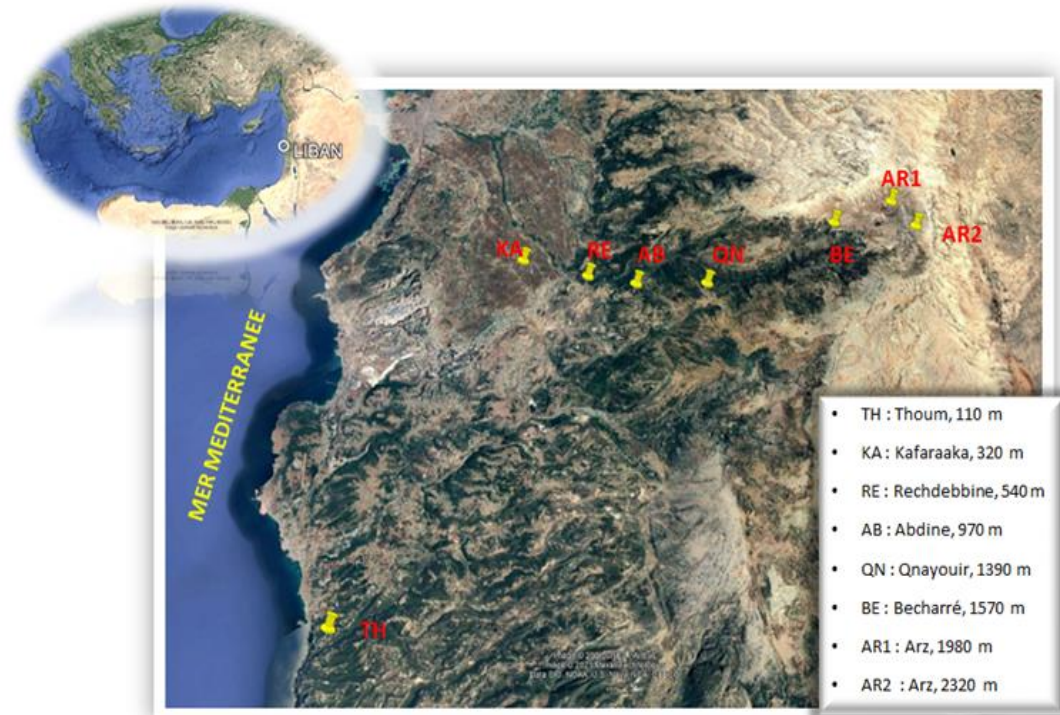 LIBAN
AR1
AR2
KA
RE
AB
QN
BE
MER MEDITERRANEE
TH
• TH : Thoum, 110 m
• KA : Kafaraaka, 320 m
• RE : Rechdebbine, 540 m
• AB : Abdine, 970 m
• QN : Qnayouir, 1390 m
• BE : Becharré, 1570 m
• AR1 : Arz, 1980 m
• AR2 : Arz, 2320 m